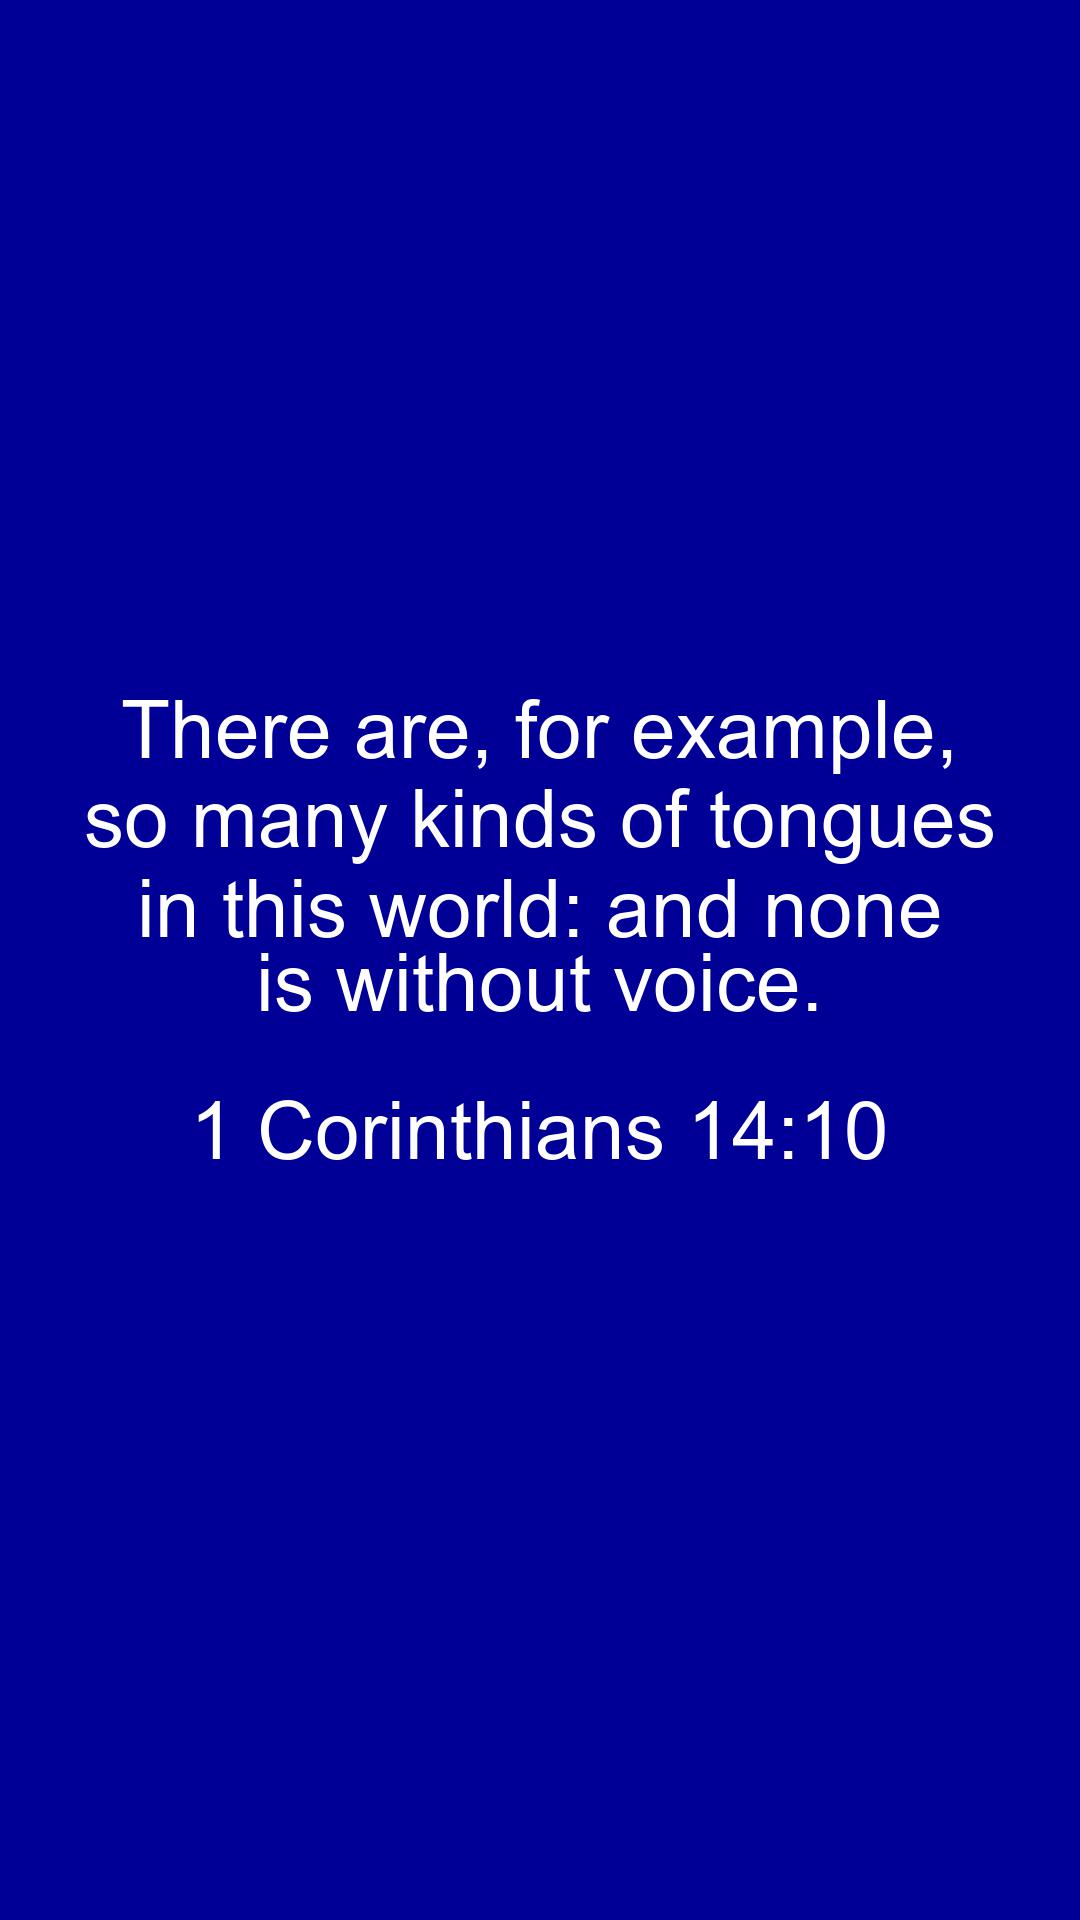 There are, for example,
so many kinds of tongues
in this world: and none
is without voice.
1 Corinthians 14:10